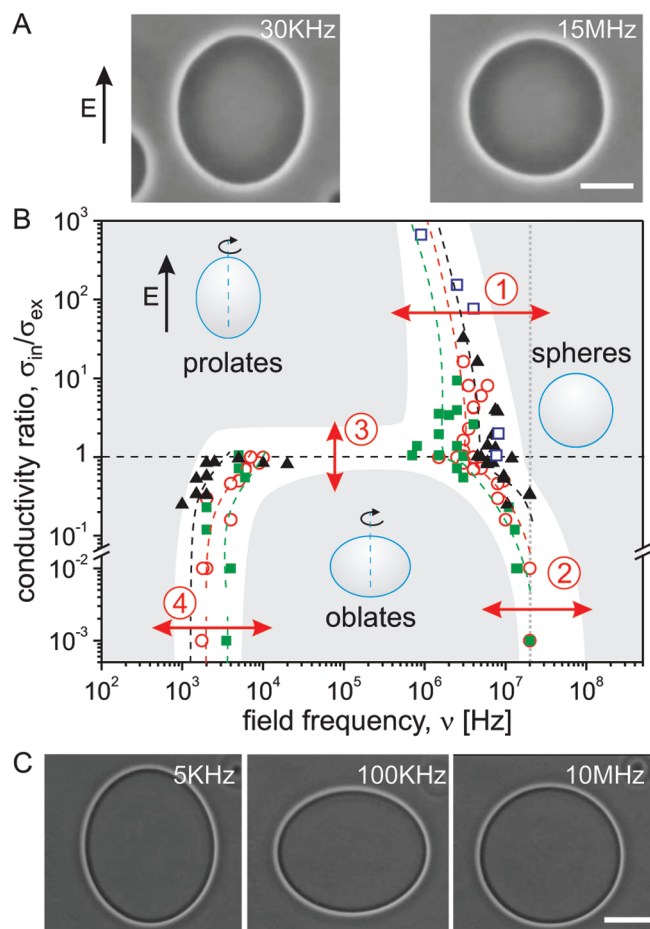 A
30KHz
15MHz
E
B
10³
10²
10¹
1
10⁻¹
10⁻²
10⁻³
conductivity ratio, σin/σex
E
prolates
①
spheres
③
oblates
②
④
10²
10³
10⁴
10⁵
10⁶
10⁷
10⁸
field frequency, ν [Hz]
C
5KHz
100KHz
10MHz